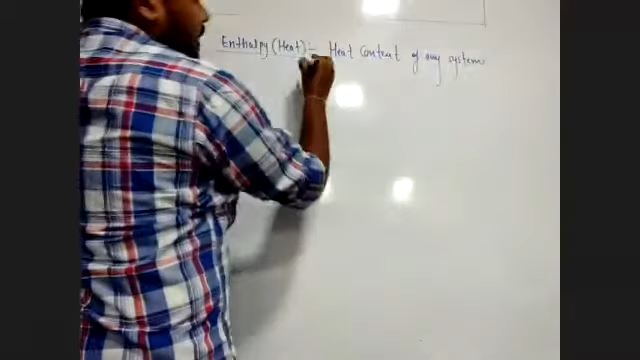 Enthalpy (Heat) :- Heat Content of any system